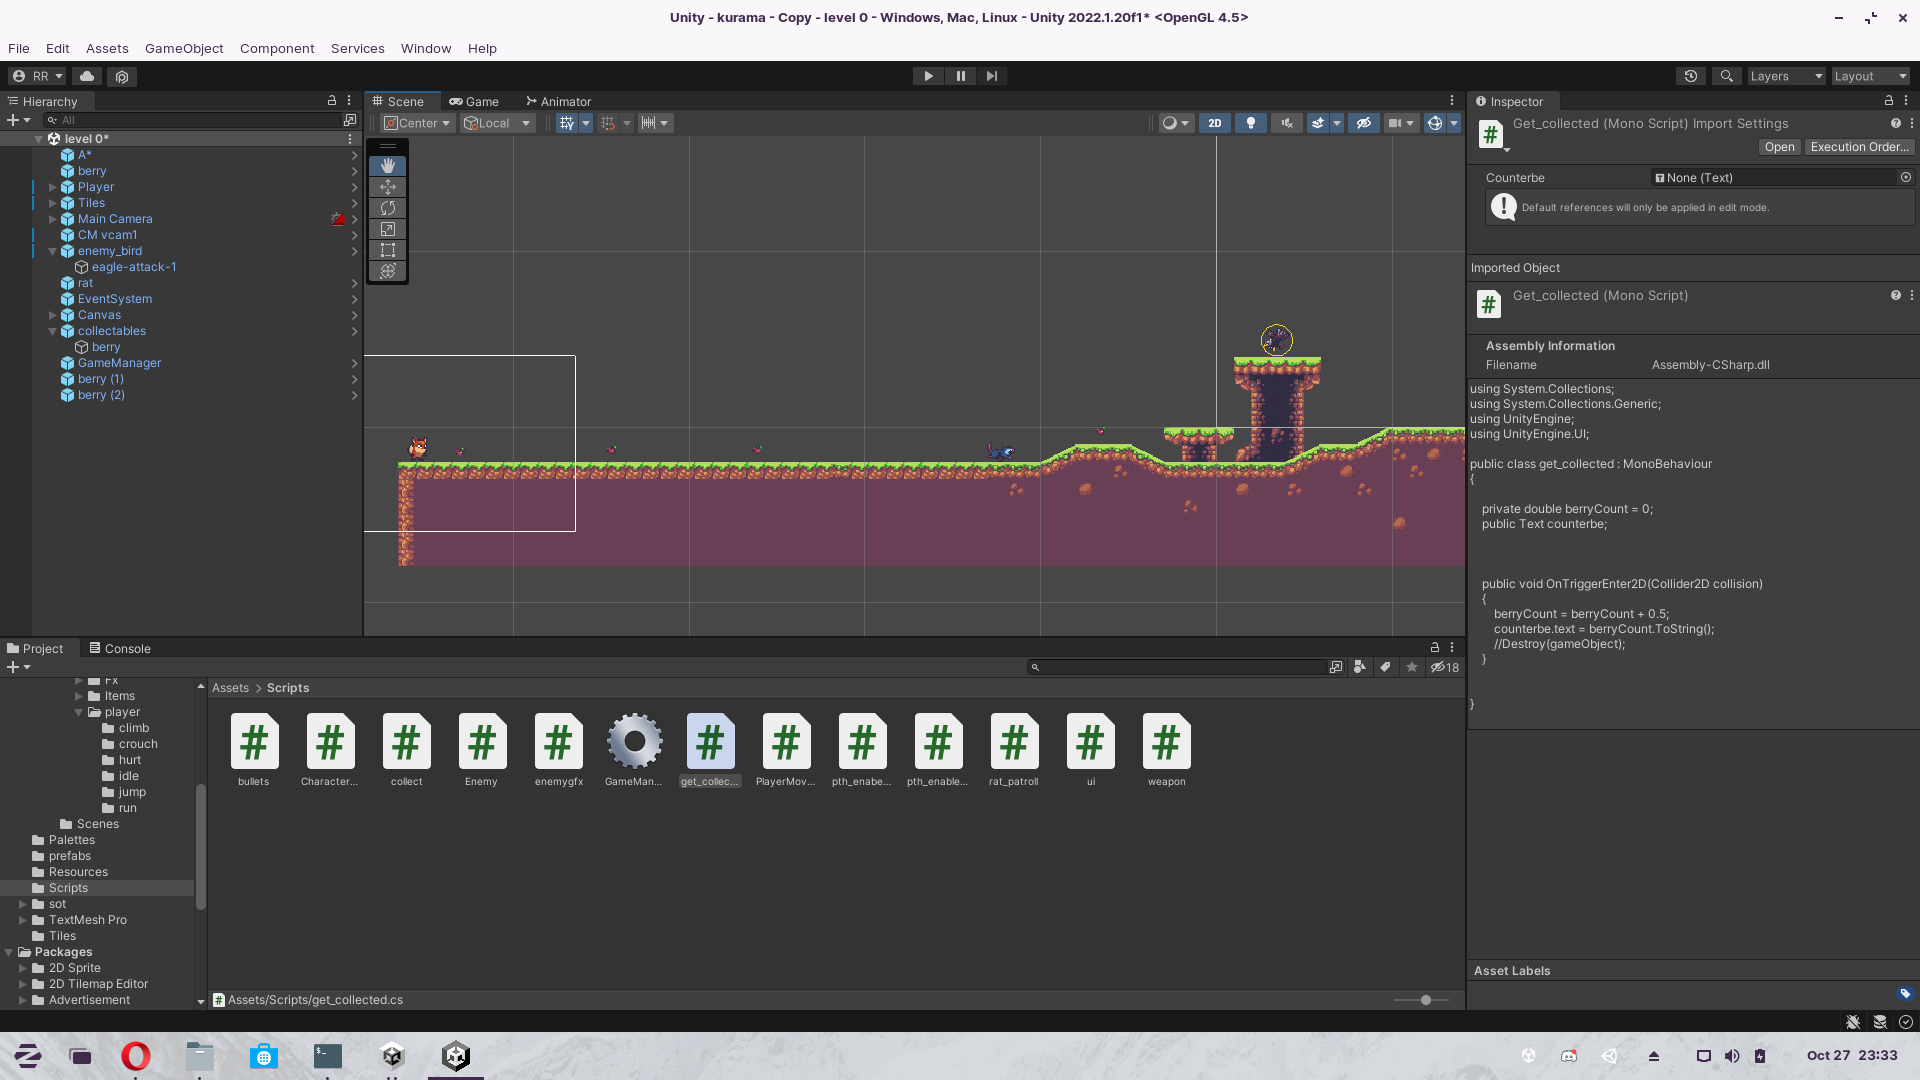 Unity - kurama - Copy - level 0 - Windows, Mac, Linux - Unity 2022.1.20f1* <OpenGL 4.5>
File Edit Assets GameObject Component Services Window Help
RR
Layers
Layout
Hierarchy
All
level 0*
A*
berry
Player
Tiles
Main Camera
CM vcam1
enemy_bird
eagle-attack-1
rat
EventSystem
Canvas
collectables
berry
GameManager
berry (1)
berry (2)
Scene Game Animator
Center Local
2D
Inspector
Get_collected (Mono Script) Import Settings
Open Execution Order...
Counterbe None (Text)
Default references will only be applied in edit mode.
Imported Object
Get_collected (Mono Script)
Assembly Information
Filename Assembly-CSharp.dll
using System.Collections;
using System.Collections.Generic;
using UnityEngine;
using UnityEngine.UI;
public class get_collected : MonoBehaviour
{
private double berryCount = 0;
public Text counterbe;
public void OnTriggerEnter2D(Collider2D collision)
{
berryCount = berryCount + 0.5;
counterbe.text = berryCount.ToString();
//Destroy(gameObject);
}
}
Asset Labels
Project Console
18
Fx
Items
player
climb
crouch
hurt
idle
jump
run
Scenes
Palettes
prefabs
Resources
Scripts
sot
TextMesh Pro
Tiles
Packages
2D Sprite
2D Tilemap Editor
Advertisement
Assets > Scripts
bullets Character... collect Enemy enemygfx GameMan... get_collec... PlayerMov... pth_enabe... pth_enable... rat_patroll ui weapon
Assets/Scripts/get_collected.cs
Oct 27 23:33